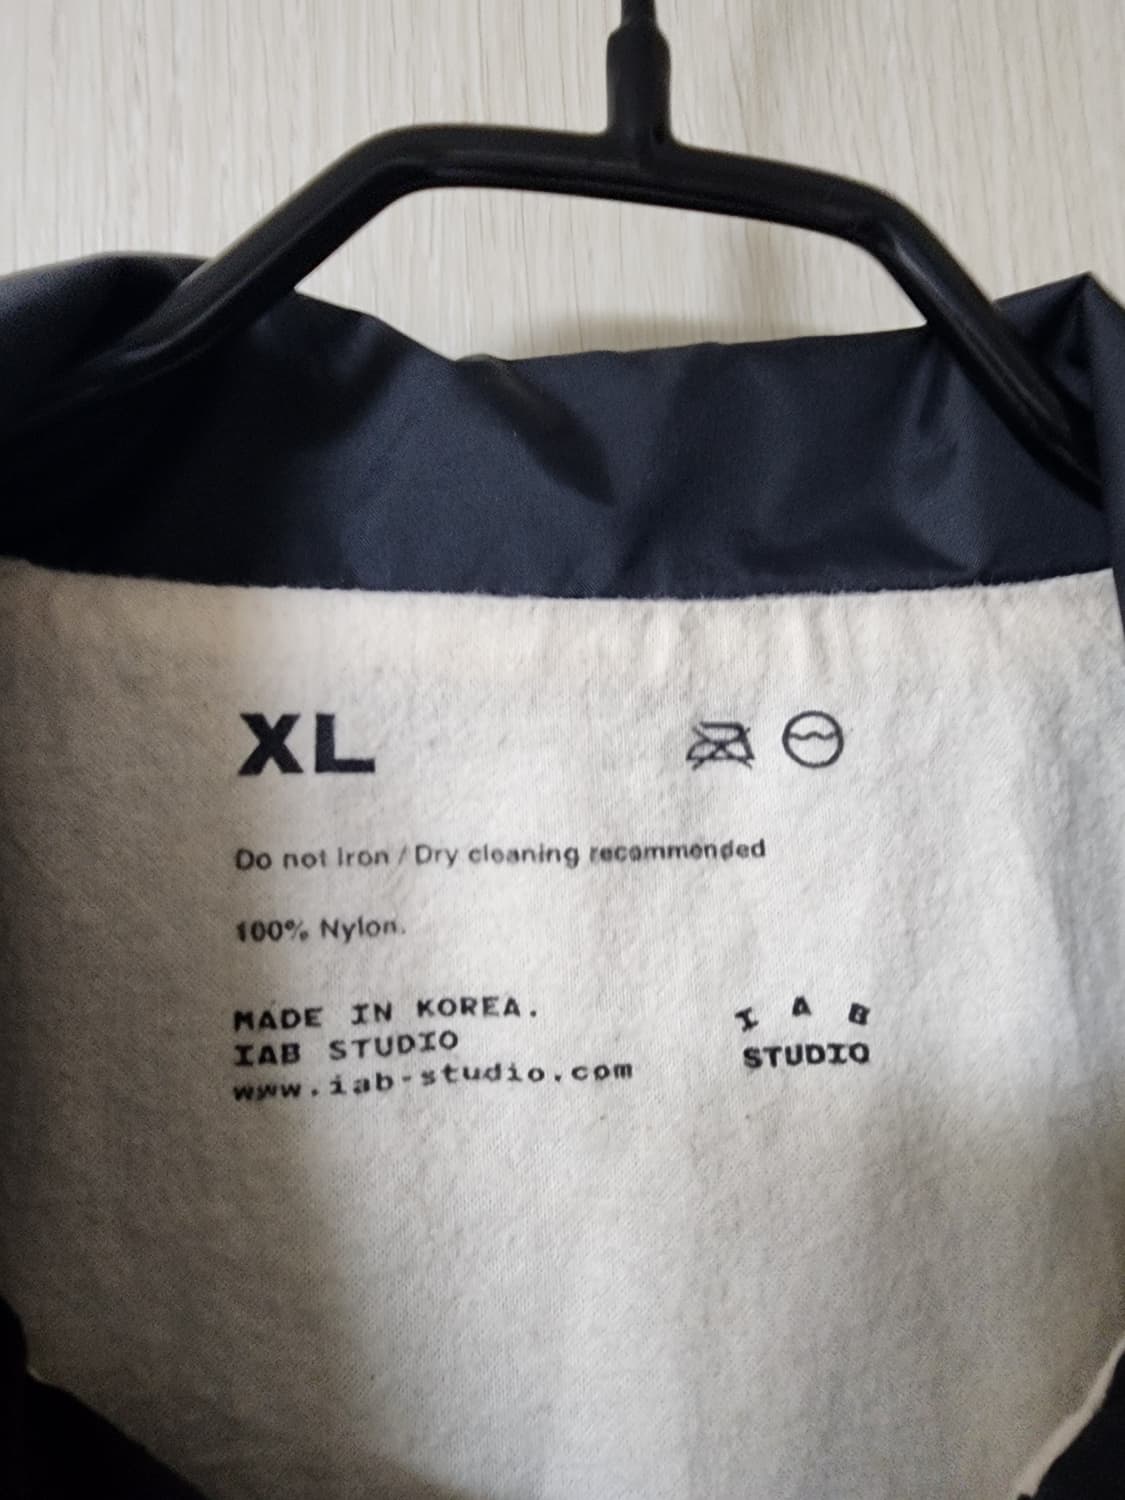 XL
Do not Iron / Dry cleaning recommended
100% Nylon.
MADE IN KOREA.
IAB STUDIO
www.iab-studio.com
I A B
STUDIO